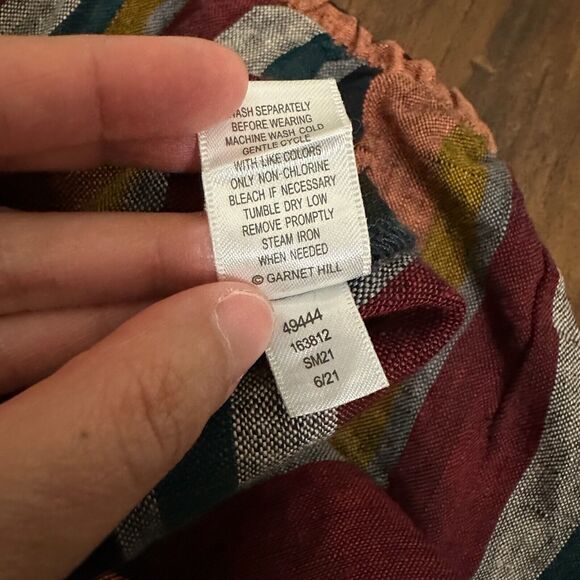 WASH SEPARATELY
BEFORE WEARING
MACHINE WASH COLD
GENTLE CYCLE
WITH LIKE COLORS
ONLY NON-CHLORINE
BLEACH IF NECESSARY
TUMBLE DRY LOW
REMOVE PROMPTLY
STEAM IRON
WHEN NEEDED
© GARNET HILL
49444
163812
SM21
6/21